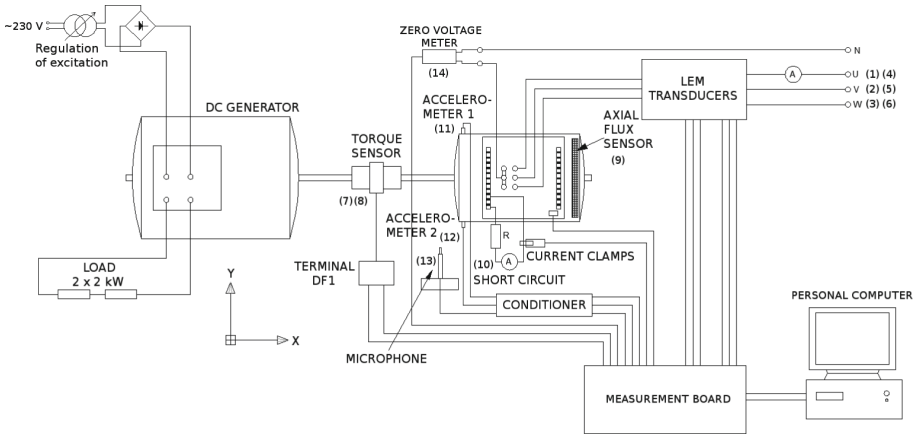 ~230 V
Regulation
of excitation
ZERO VOLTAGE
METER
(14)
N
A
U (1) (4)
V (2) (5)
W (3) (6)
LEM
TRANSDUCERS
DC GENERATOR
ACCELERO-
METER 1
(11)
AXIAL
FLUX
SENSOR
(9)
TORQUE
SENSOR
(7)(8)
ACCELERO-
METER 2 (12)
R
(13)
(10)
A
CURRENT CLAMPS
SHORT CIRCUIT
LOAD
2 x 2 kW
Y
X
TERMINAL
DF1
CONDITIONER
MICROPHONE
PERSONAL COMPUTER
MEASUREMENT BOARD